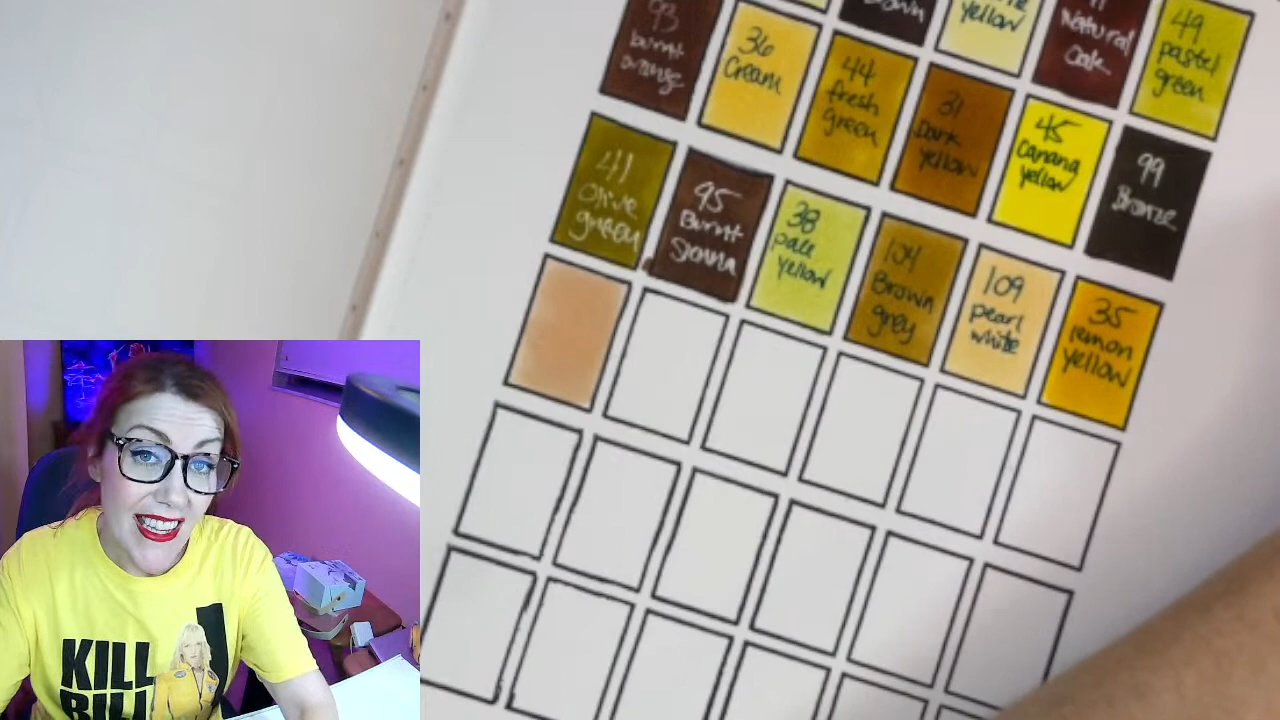 93
burnt
orange
36
Cream
yellow
Natural
Oak
49
pastel
green
44
fresh
green
31
Dark
yellow
45
Canana
yellow
99
Bronze
41
Olive
green
95
Burnt
Sienna
38
pale
yellow
104
Brown
grey
109
pearl
white
35
lemon
yellow
KILL
BILL